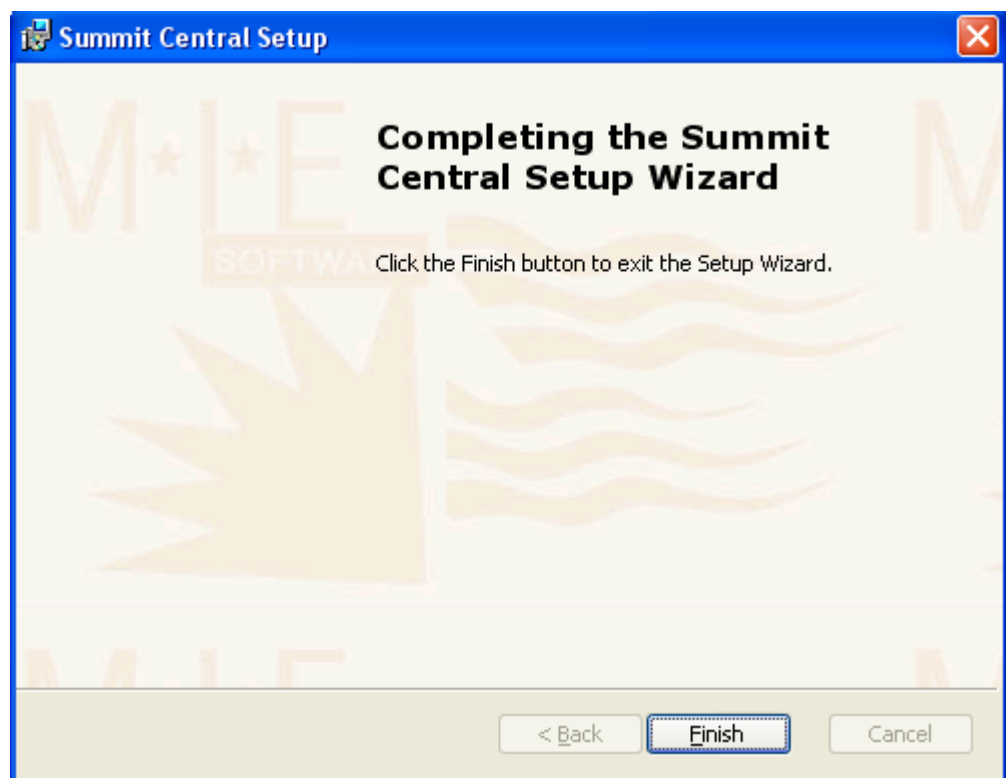 Summit Central Setup
M★I★E
M
Completing the Summit
Central Setup Wizard
SOFTWA
Click the Finish button to exit the Setup Wizard.
M★I★E
M
< Back
Finish
Cancel